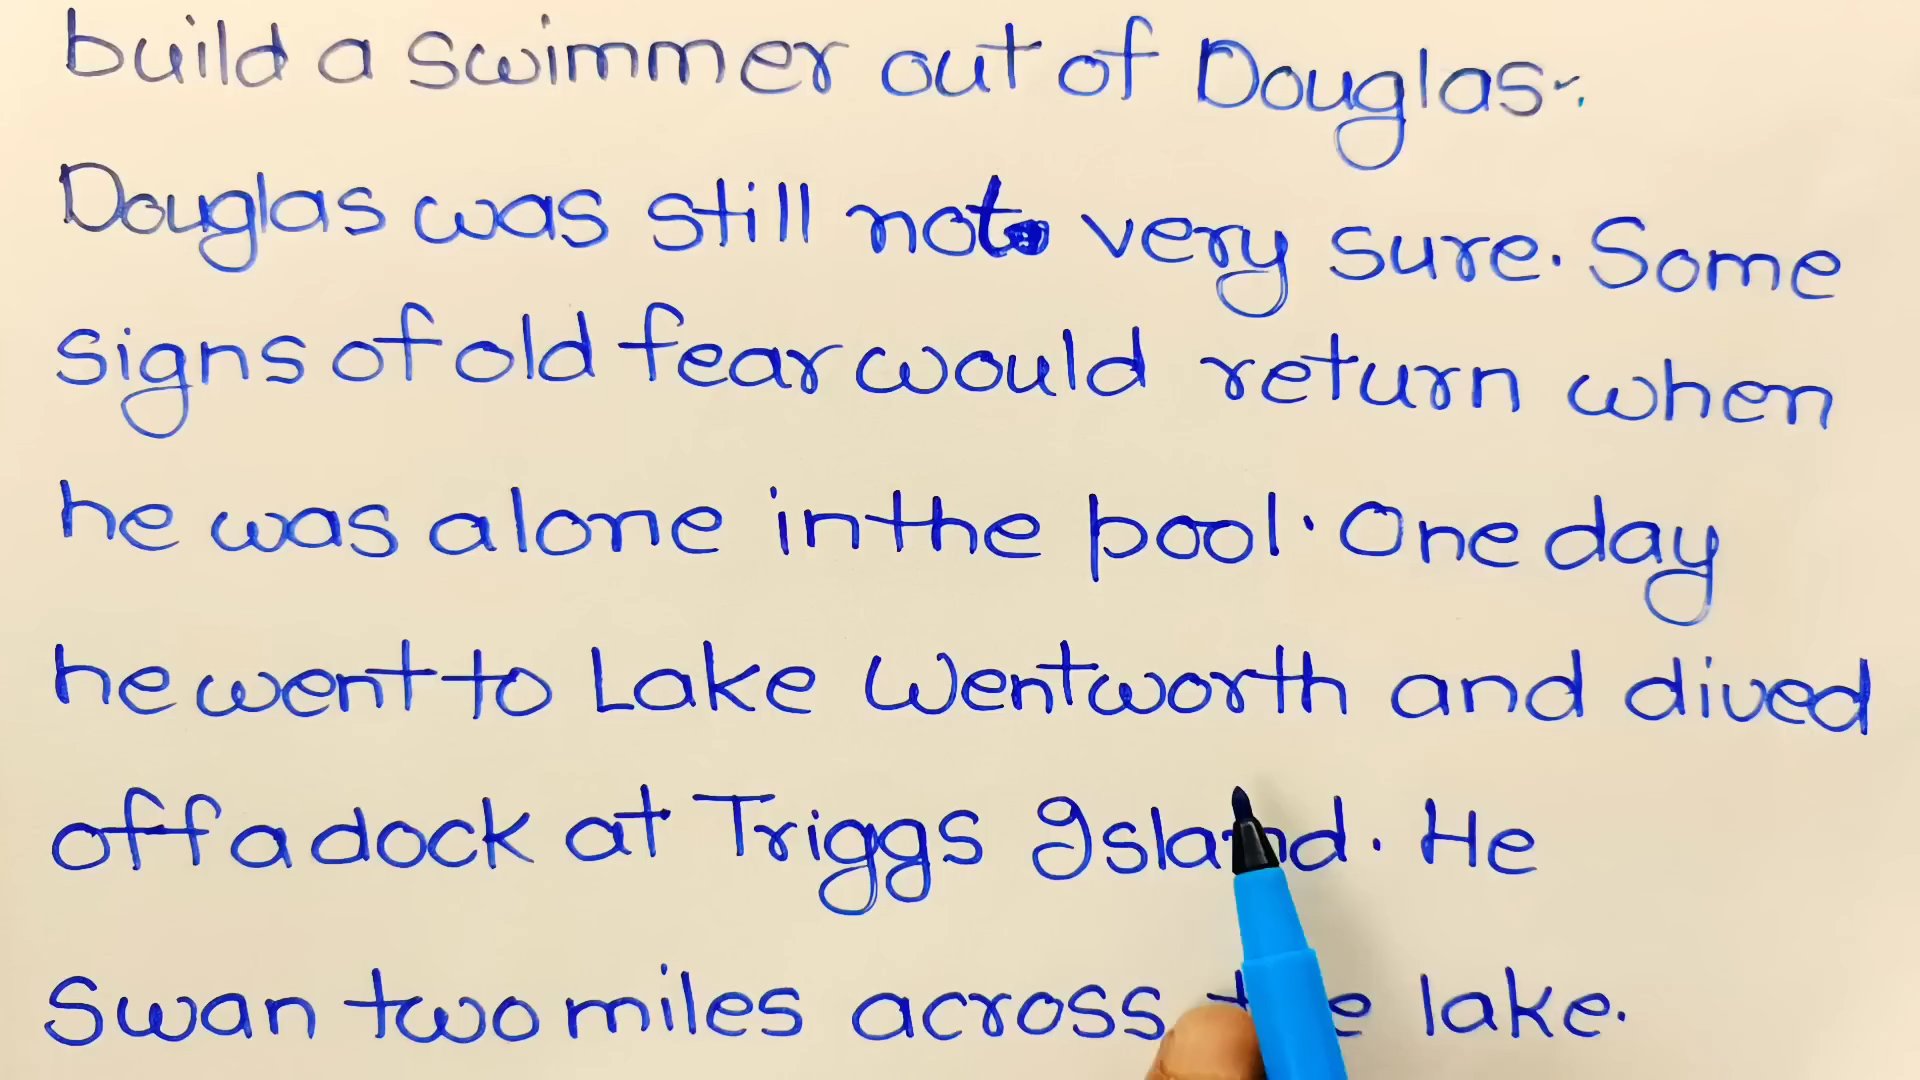 build a swimmer out of Douglas.
Douglas was still not very sure. Some
signs of old fear would return when
he was alone in the pool. One day
he went to Lake Wentworth and dived
off a dock at Triggs Island. He
Swan two miles across the lake.